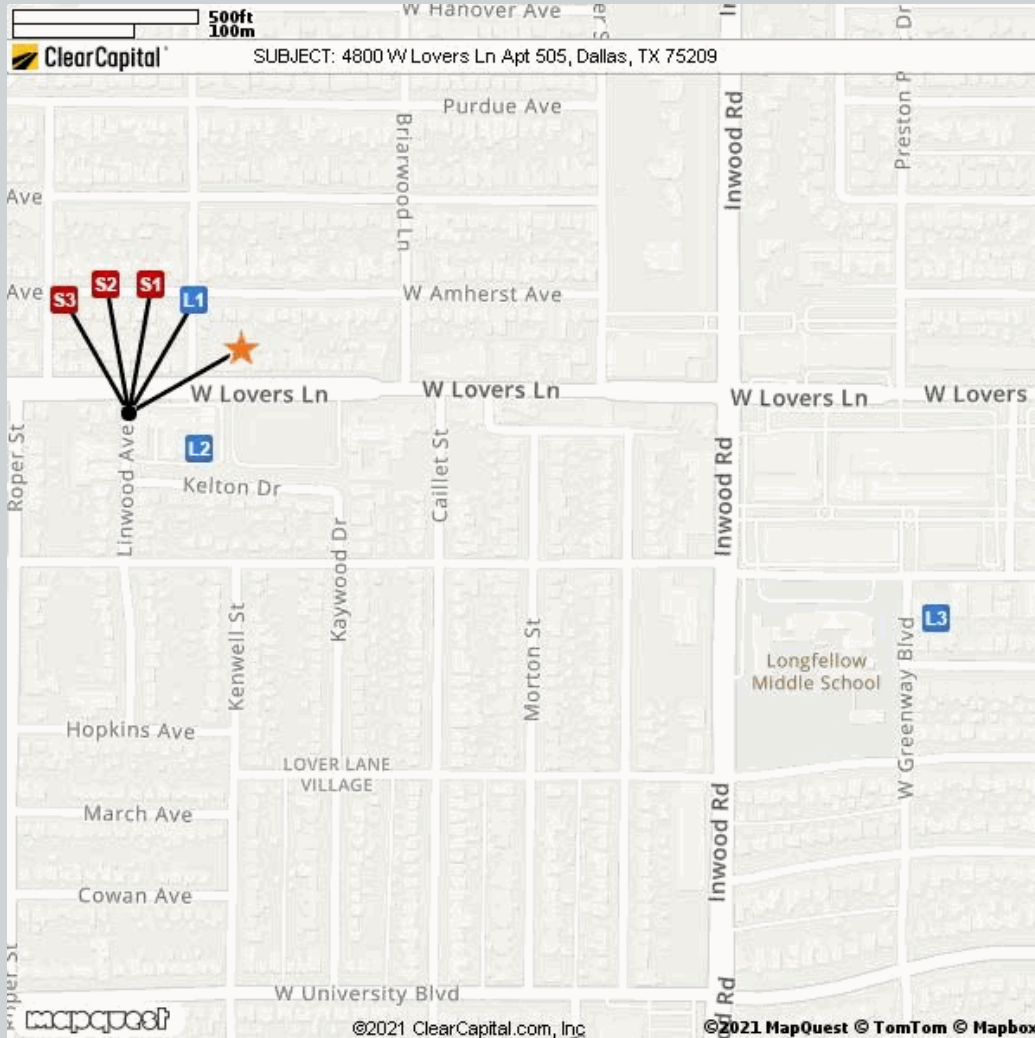 500ft
100m
W Hanover Ave
ClearCapital
SUBJECT: 4800 W Lovers Ln Apt 505, Dallas, TX 75209
Purdue Ave
Briarwood Ln
Inwood Rd
Preston P
Dr
Ave
Ave
S3
S2
S1
L1
W Amherst Ave
W Lovers Ln
W Lovers Ln
W Lovers Ln
W Lovers
L2
Roper St
Linwood Ave
Kelton Dr
Caillet St
Inwood Rd
Kaywood Dr
Kenwell St
Morton St
L3
Longfellow
Middle School
W Greenway Blvd
Hopkins Ave
LOVER LANE
VILLAGE
March Ave
Inwood Rd
Cowan Ave
W University Blvd
Rd
mapquest
©2021 ClearCapital.com, Inc
©2021 MapQuest © TomTom © Mapbox